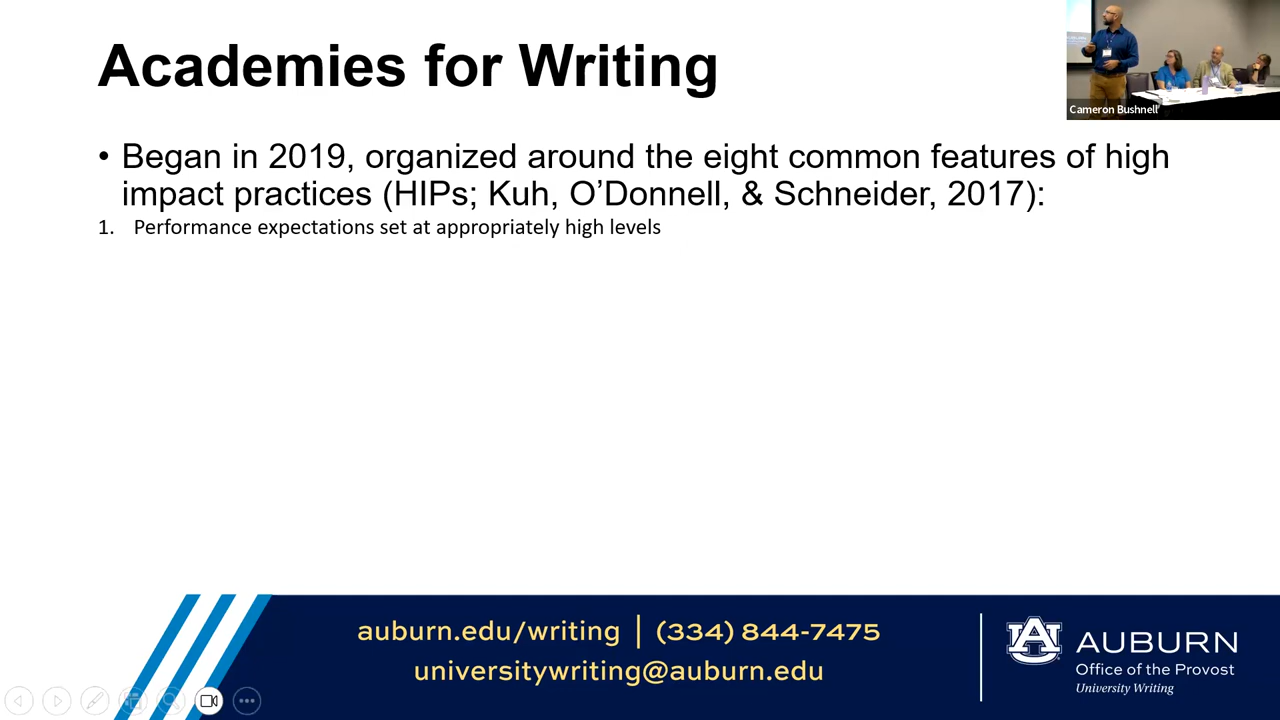 Academies for Writing
Cameron Bushnell
• Began in 2019, organized around the eight common features of high
impact practices (HIPs; Kuh, O’Donnell, & Schneider, 2017):
1. Performance expectations set at appropriately high levels
auburn.edu/writing | (334) 844-7475
universitywriting@auburn.edu
AU
AUBURN
Office of the Provost
University Writing